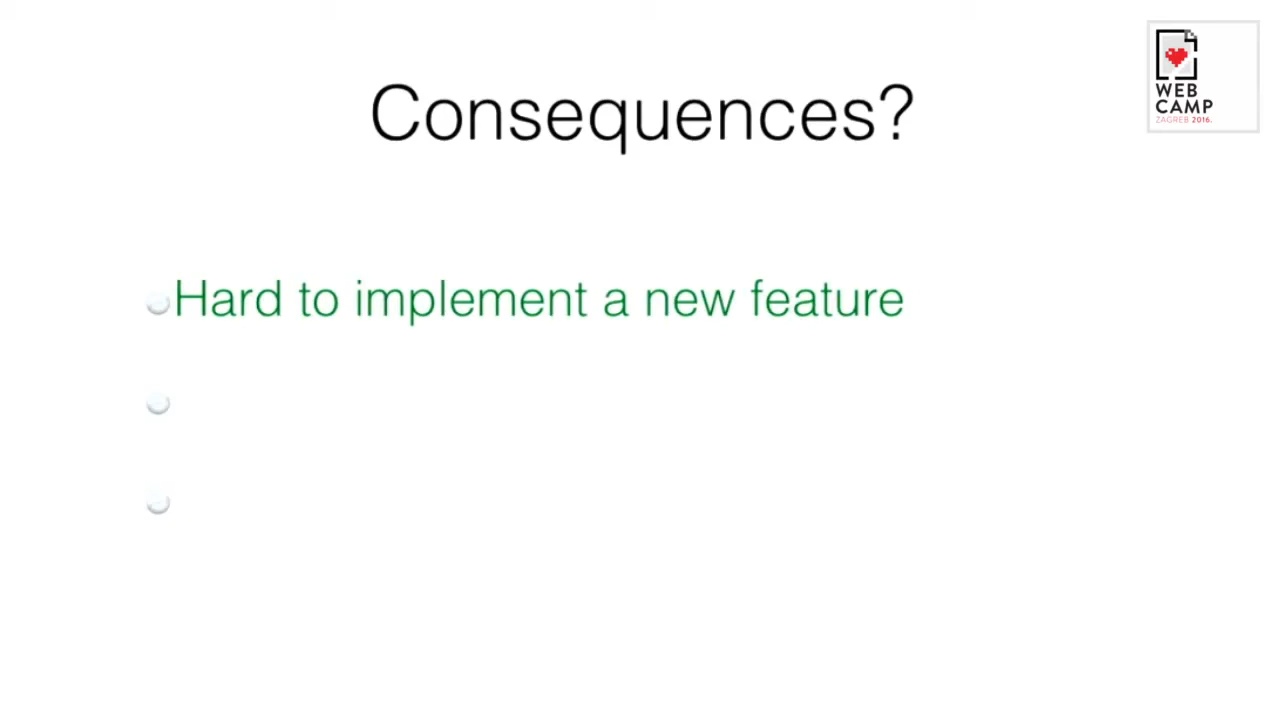 Consequences?
WEB
CAMP
ZAGREB 2016.
Hard to implement a new feature